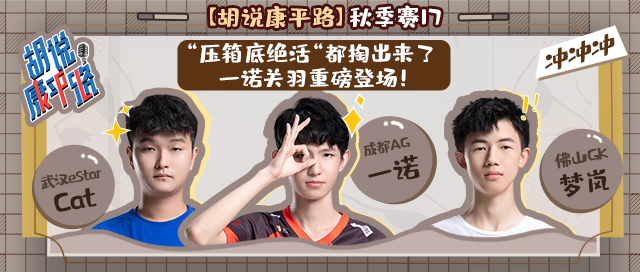 【胡说康平路】秋季赛17
胡说
康平路
“压箱底绝活“都掏出来了
一诺关羽重磅登场！
冲冲冲
武汉eStar
Cat
成都AG
一诺
佛山GK
梦岚